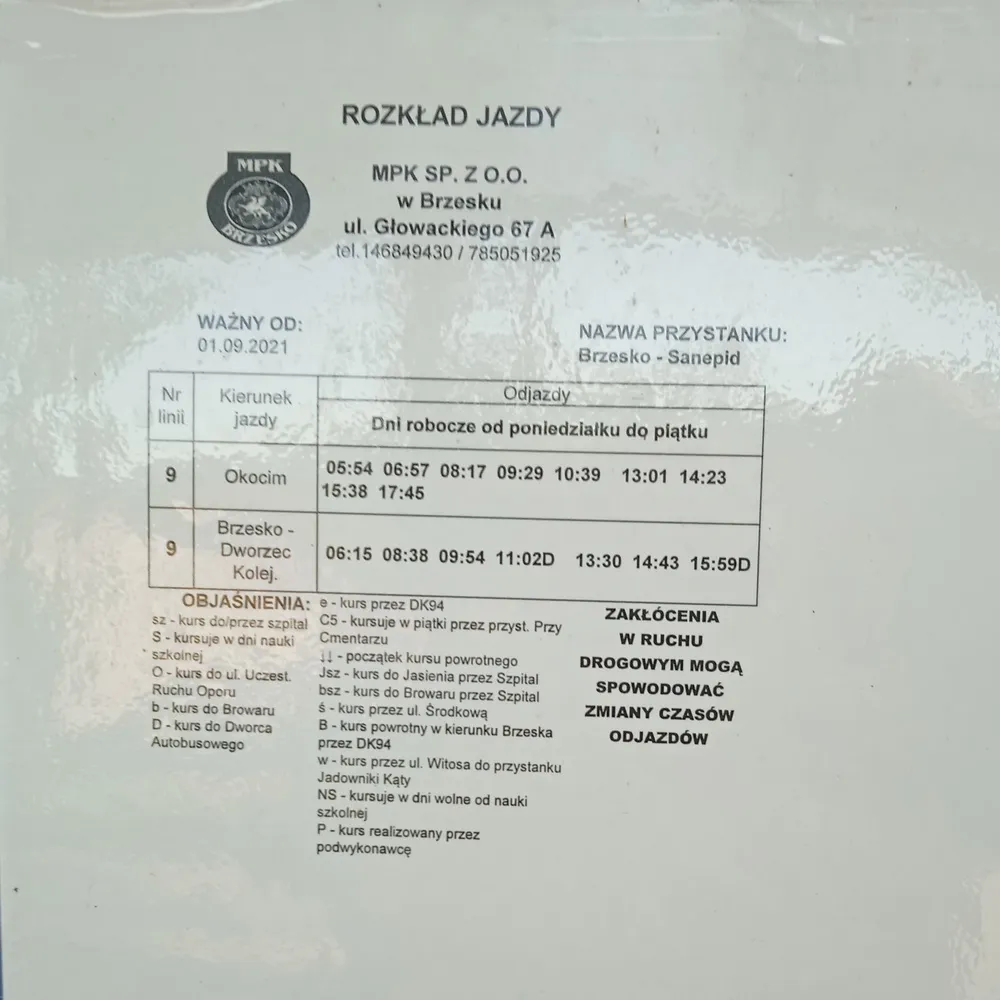 ROZKŁAD JAZDY
MPK
BRZESKO
MPK SP. Z O.O.
w Brzesku
ul. Głowackiego 67 A
tel.146849430 / 785051925
WAŻNY OD:
01.09.2021
NAZWA PRZYSTANKU:
Brzesko - Sanepid
Nr
linii
Kierunek
jazdy
Odjazdy
Dni robocze od poniedziałku do piątku
9
Okocim
05:54 06:57 08:17 09:29 10:39 13:01 14:23
15:38 17:45
9
Brzesko -
Dworzec
Kolej.
06:15 08:38 09:54 11:02D 13:30 14:43 15:59D
OBJAŚNIENIA:
sz - kurs do/przez szpital
S - kursuje w dni nauki
szkolnej
O - kurs do ul. Uczest.
Ruchu Oporu
b - kurs do Browaru
D - kurs do Dworca
Autobusowego
e - kurs przez DK94
C5 - kursuje w piątki przez przyst. Przy
Cmentarzu
↓↓ - początek kursu powrotnego
Jsz - kurs do Jasienia przez Szpital
bsz - kurs do Browaru przez Szpital
ś - kurs przez ul. Środkową
B - kurs powrotny w kierunku Brzeska
przez DK94
w - kurs przez ul. Witosa do przystanku
Jadowniki Kąty
NS - kursuje w dni wolne od nauki
szkolnej
P - kurs realizowany przez
podwykonawcę
ZAKŁÓCENIA
W RUCHU
DROGOWYM MOGĄ
SPOWODOWAĆ
ZMIANY CZASÓW
ODJAZDÓW